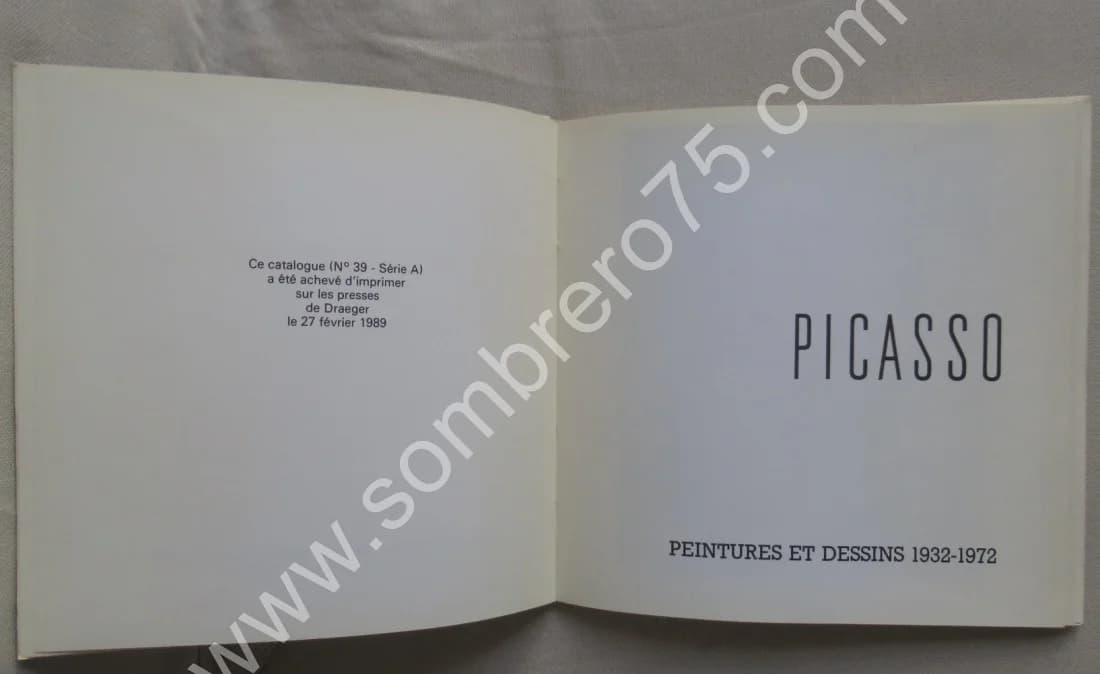 Ce catalogue (Nº 39 - Série A)
a été achevé d'imprimer
sur les presses
de Draeger
le 27 février 1989
PICASSO
PEINTURES ET DESSINS 1932-1972
www.sombrero75.com